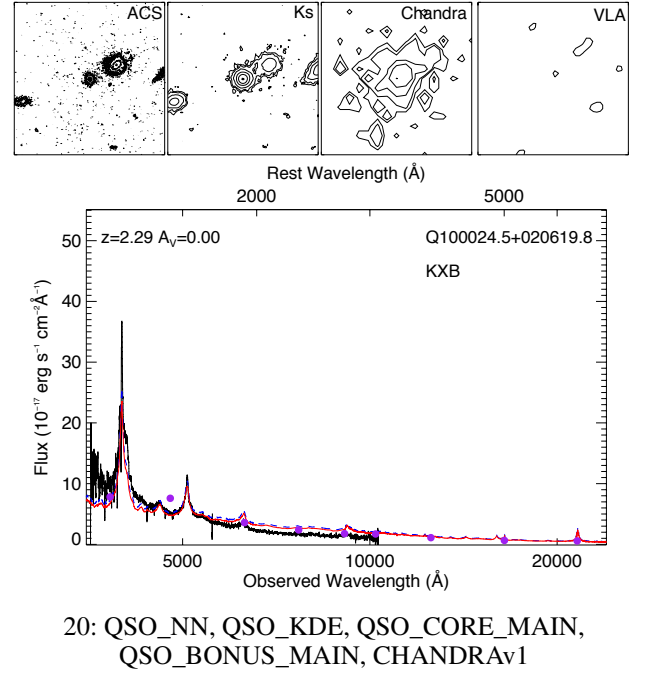 ACS Ks Chandra VLA
Rest Wavelength (Å)
2000 5000
z=2.29 A_V=0.00 Q100024.5+020619.8
KXB
50
40
30
20
10
0
Flux (10⁻¹⁷ erg s⁻¹ cm⁻²Å⁻¹)
5000 10000 20000
Observed Wavelength (Å)
20: QSO_NN, QSO_KDE, QSO_CORE_MAIN,
QSO_BONUS_MAIN, CHANDRAv1